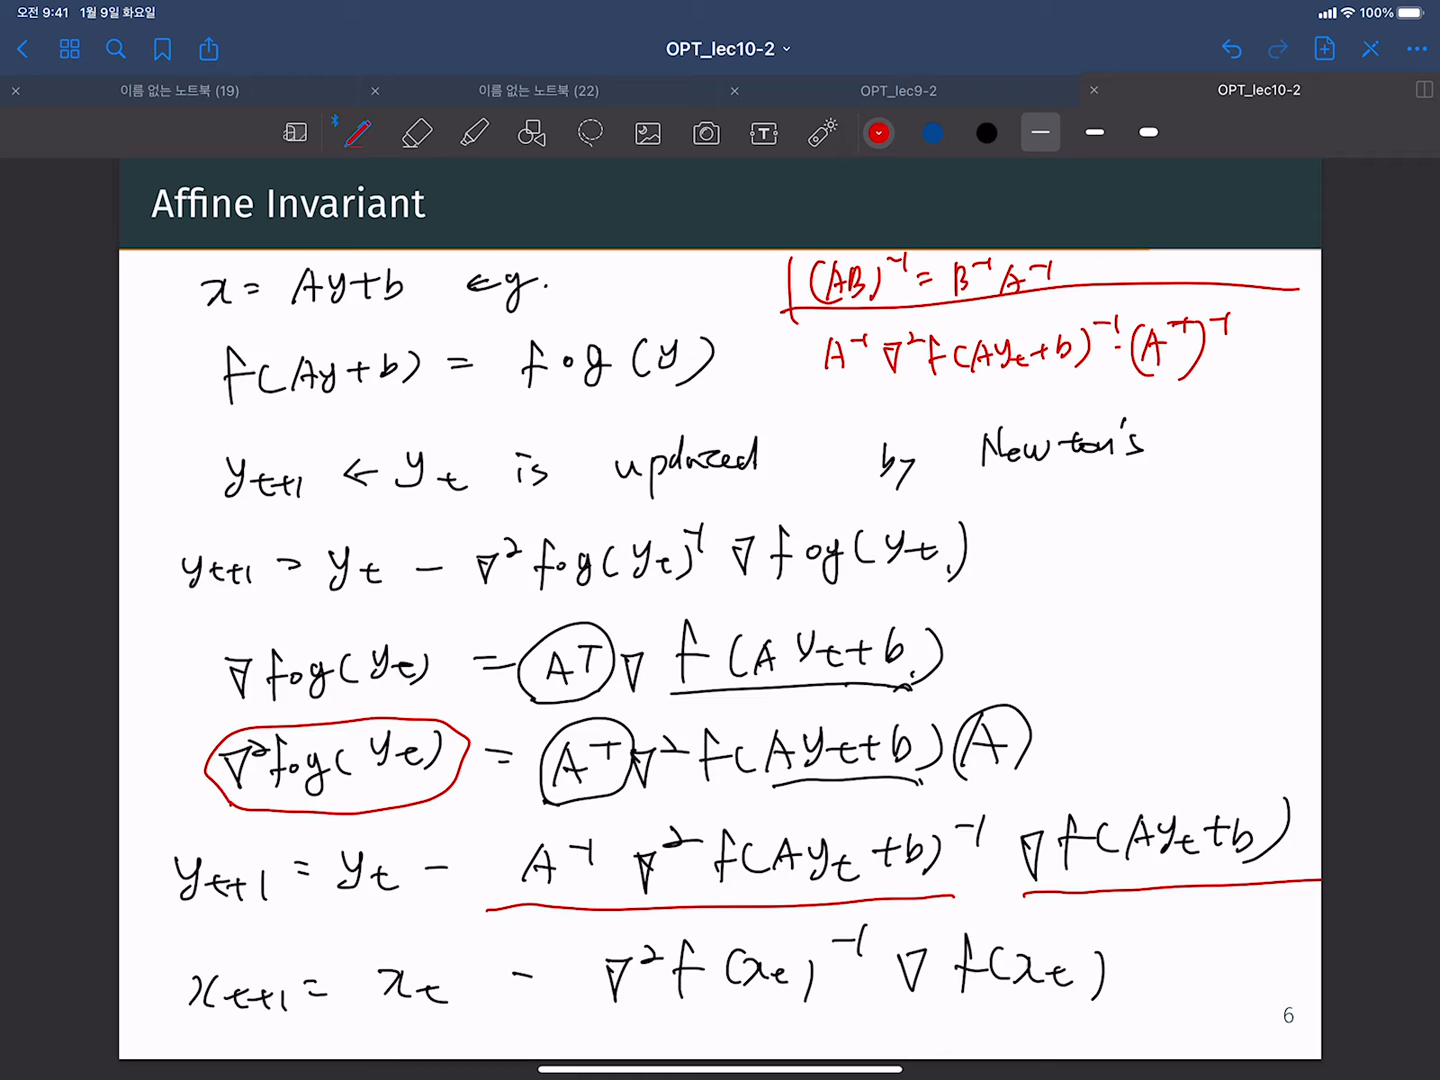 오전 9:41 1월 9일 화요일
100%
OPT_lec10-2
이름 없는 노트북 (19)
이름 없는 노트북 (22)
OPT_lec9-2
OPT_lec10-2
Affine Invariant
x = Ay+b ← g.
(AB)⁻¹ = B⁻¹ A⁻¹
f(Ay+b) = f∘g (y)
A⁻¹ ∇²f(Ayₜ+b)⁻¹·(Aᵀ)⁻¹
yₜ₊₁ ← yₜ is updated by Newton's
yₜ₊₁ = yₜ − ∇²f∘g(yₜ)⁻¹ ∇f∘g(yₜ)
∇f∘g(yₜ) = Aᵀ ∇f(Ayₜ+b)
∇²f∘g(yₜ) = Aᵀ∇²f(Ayₜ+b)A
yₜ₊₁ = yₜ − A⁻¹ ∇²f(Ayₜ+b)⁻¹ ∇f(Ayₜ+b)
xₜ₊₁ = xₜ − ∇²f(xₜ)⁻¹ ∇f(xₜ)
6